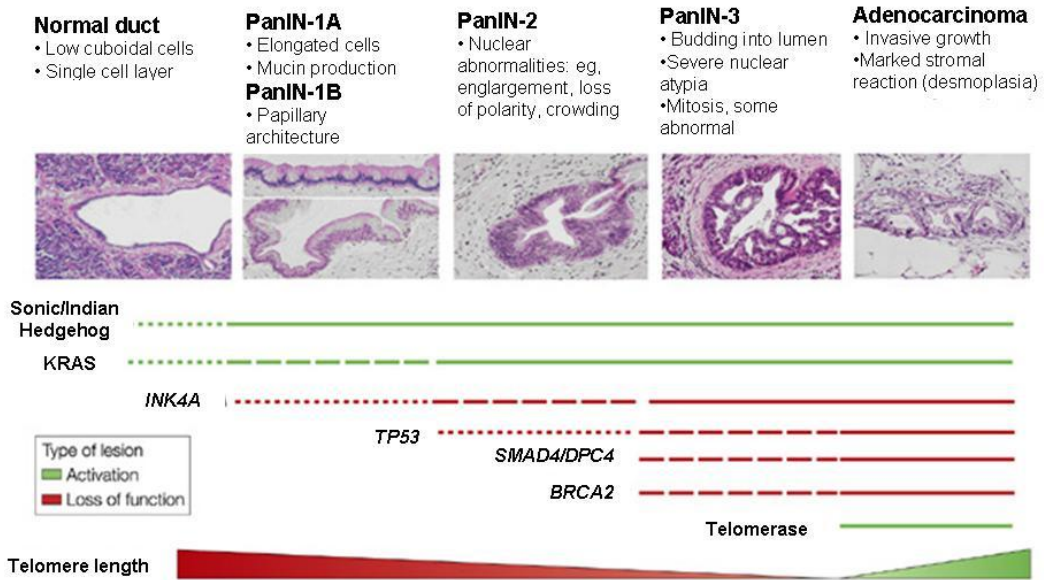 Normal duct
• Low cuboidal cells
• Single cell layer
PanIN-1A
• Elongated cells
• Mucin production
PanIN-1B
• Papillary
architecture
PanIN-2
• Nuclear
abnormalities: eg,
englargement, loss
of polarity, crowding
PanIN-3
• Budding into lumen
•Severe nuclear
atypia
•Mitosis, some
abnormal
Adenocarcinoma
• Invasive growth
•Marked stromal
reaction (desmoplasia)
Sonic/Indian
Hedgehog
KRAS
INK4A
TP53
SMAD4/DPC4
BRCA2
Telomerase
Type of lesion
Activation
Loss of function
Telomere length